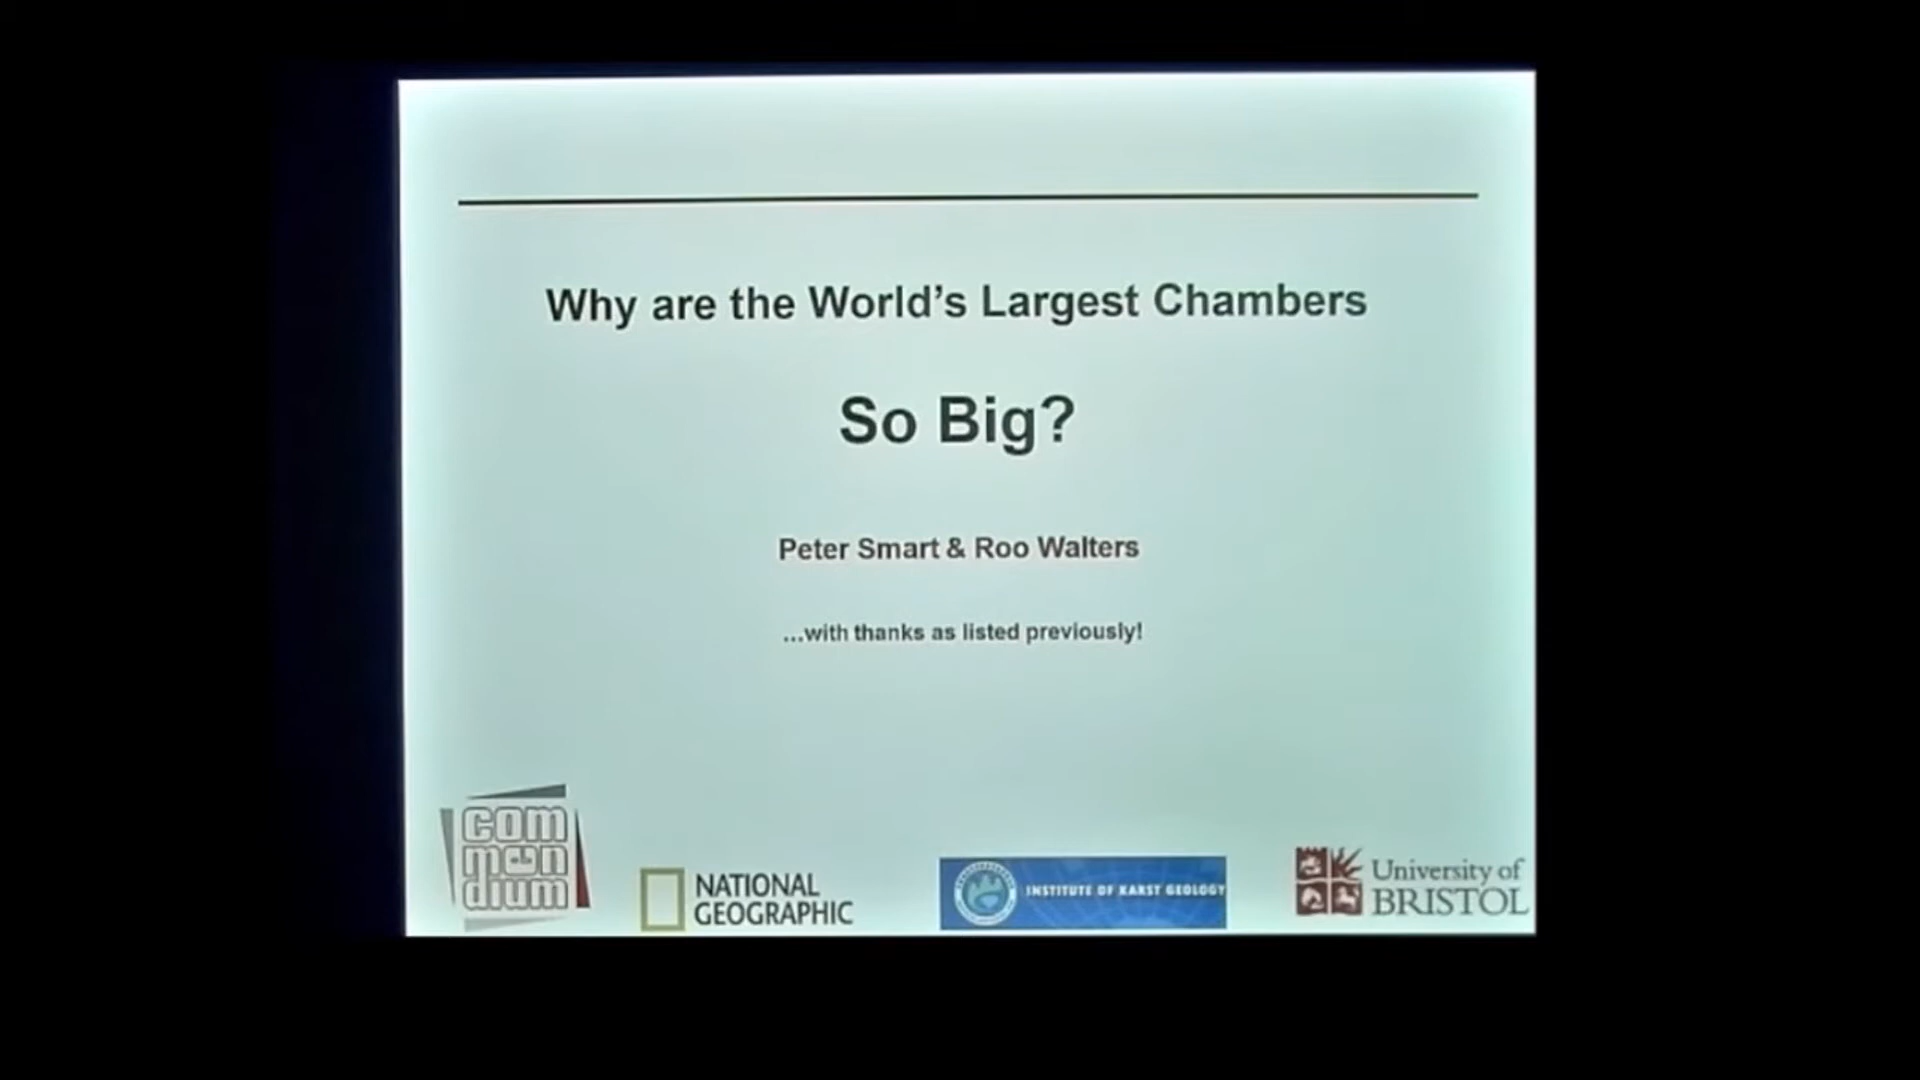 Why are the World's Largest Chambers
So Big?
Peter Smart & Roo Walters
...with thanks as listed previously!
com
men
dium
NATIONAL
GEOGRAPHIC
INSTITUTE OF KARST GEOLOGY
University of
BRISTOL